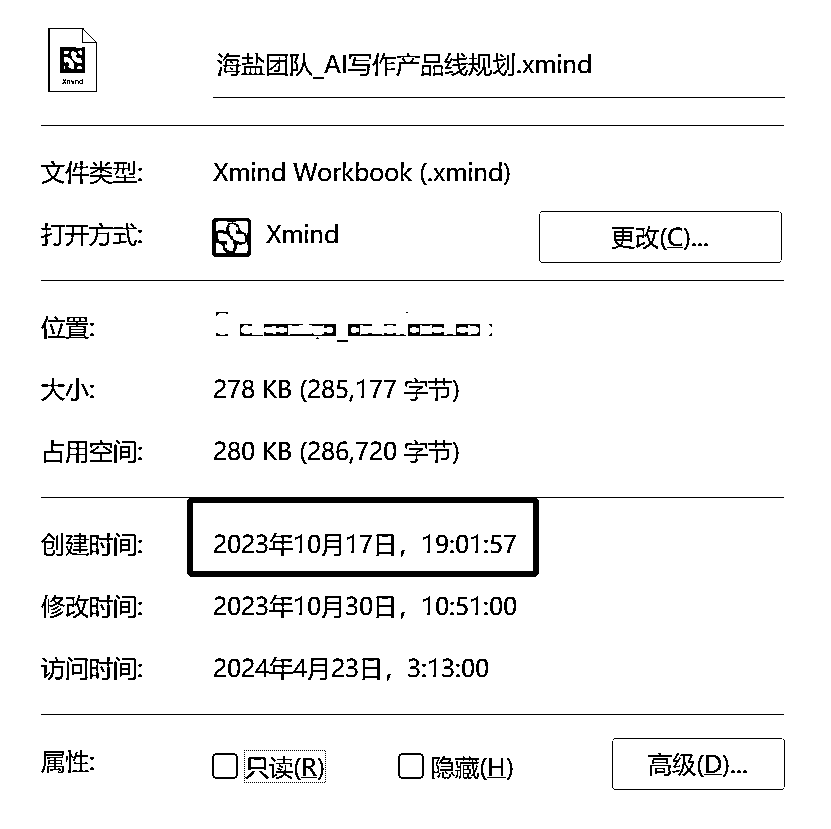 海盐团队_AI写作产品线规划.xmind
Xmind
文件类型: Xmind Workbook (.xmind)
打开方式: Xmind 更改(C)...
位置:
大小: 278 KB (285,177 字节)
占用空间: 280 KB (286,720 字节)
创建时间: 2023年10月17日，19:01:57
修改时间: 2023年10月30日，10:51:00
访问时间: 2024年4月23日，3:13:00
属性: 只读(R) 隐藏(H) 高级(D)...